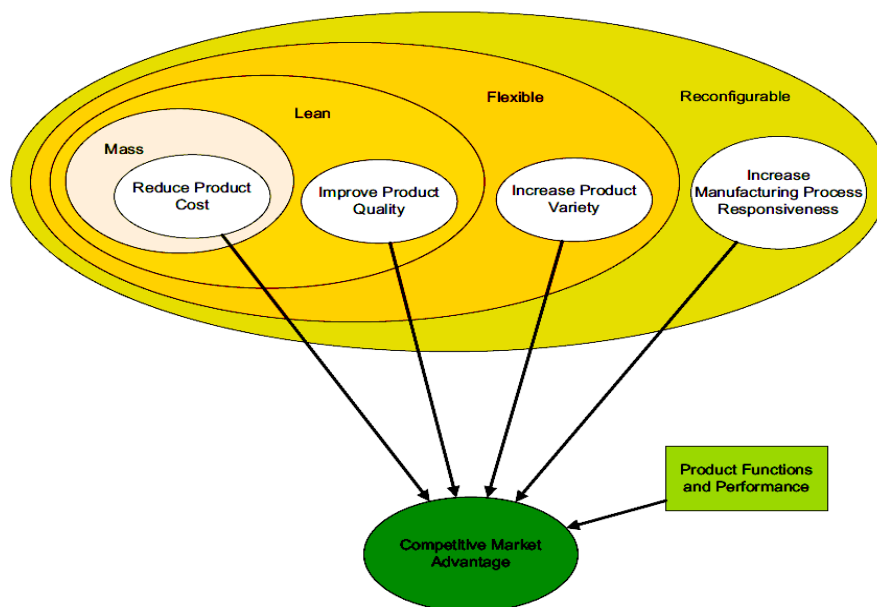 Reconfigurable
Flexible
Lean
Mass
Reduce Product
Cost
Improve Product
Quality
Increase Product
Variety
Increase
Manufacturing Process
Responsiveness
Product Functions
and Performance
Competitive Market
Advantage